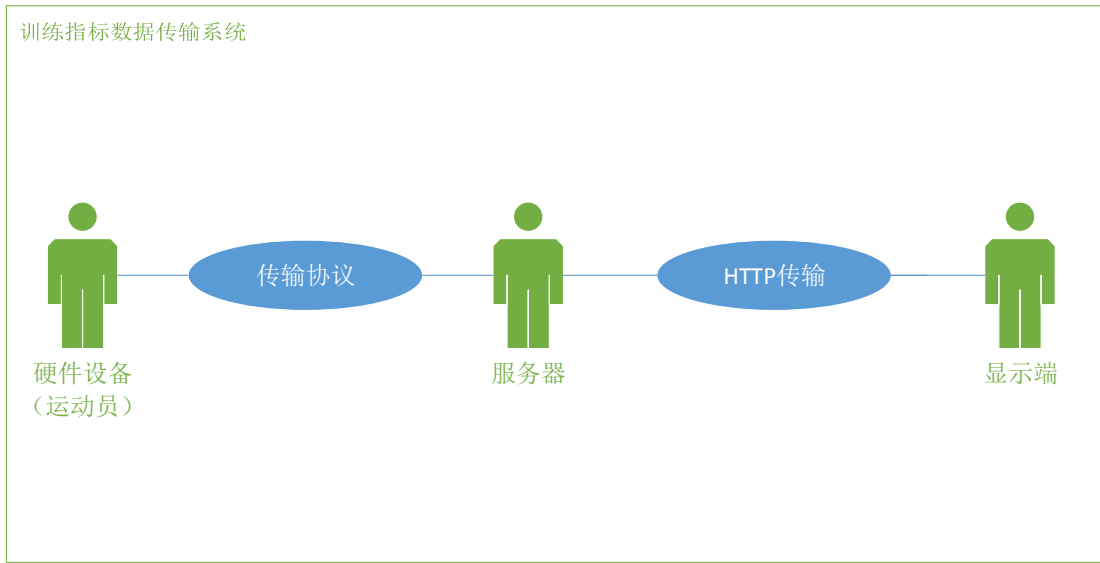 训练指标数据传输系统
传输协议
HTTP传输
硬件设备
（运动员）
服务器
显示端